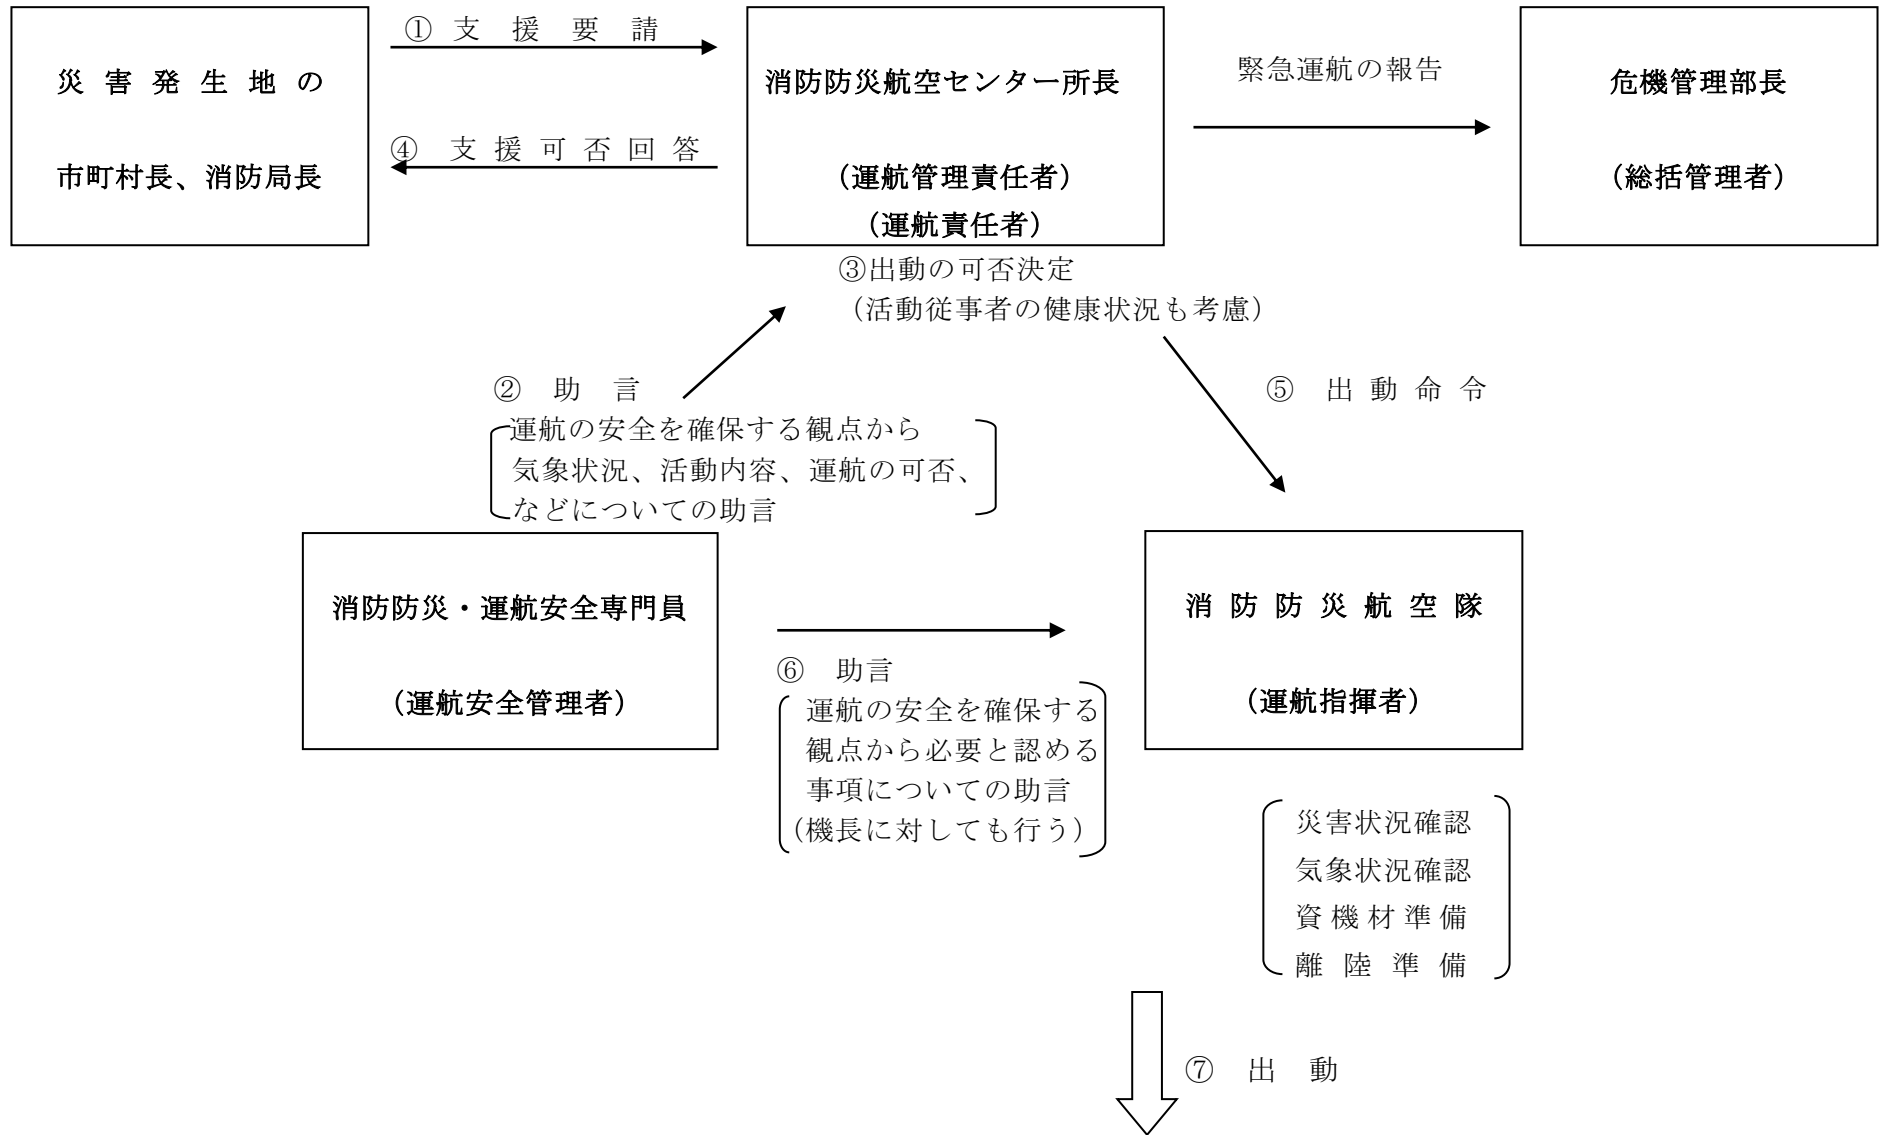 ① 支 援 要 請
災 害 発 生 地 の
市町村長、消防局長
④ 支 援 可 否 回 答
消防防災航空センター所長
（運航管理責任者）
（運航責任者）
緊急運航の報告
危機管理部長
（総括管理者）
③出動の可否決定
（活動従事者の健康状況も考慮）
② 助 言
運航の安全を確保する観点から
気象状況、活動内容、運航の可否、
などについての助言
⑤ 出 動 命 令
消防防災・運航安全専門員
（運航安全管理者）
⑥ 助言
運航の安全を確保する
観点から必要と認める
事項についての助言
（機長に対しても行う）
消 防 防 災 航 空 隊
（運航指揮者）
災害状況確認
気象状況確認
資 機 材 準 備
離 陸 準 備
⑦ 出 動